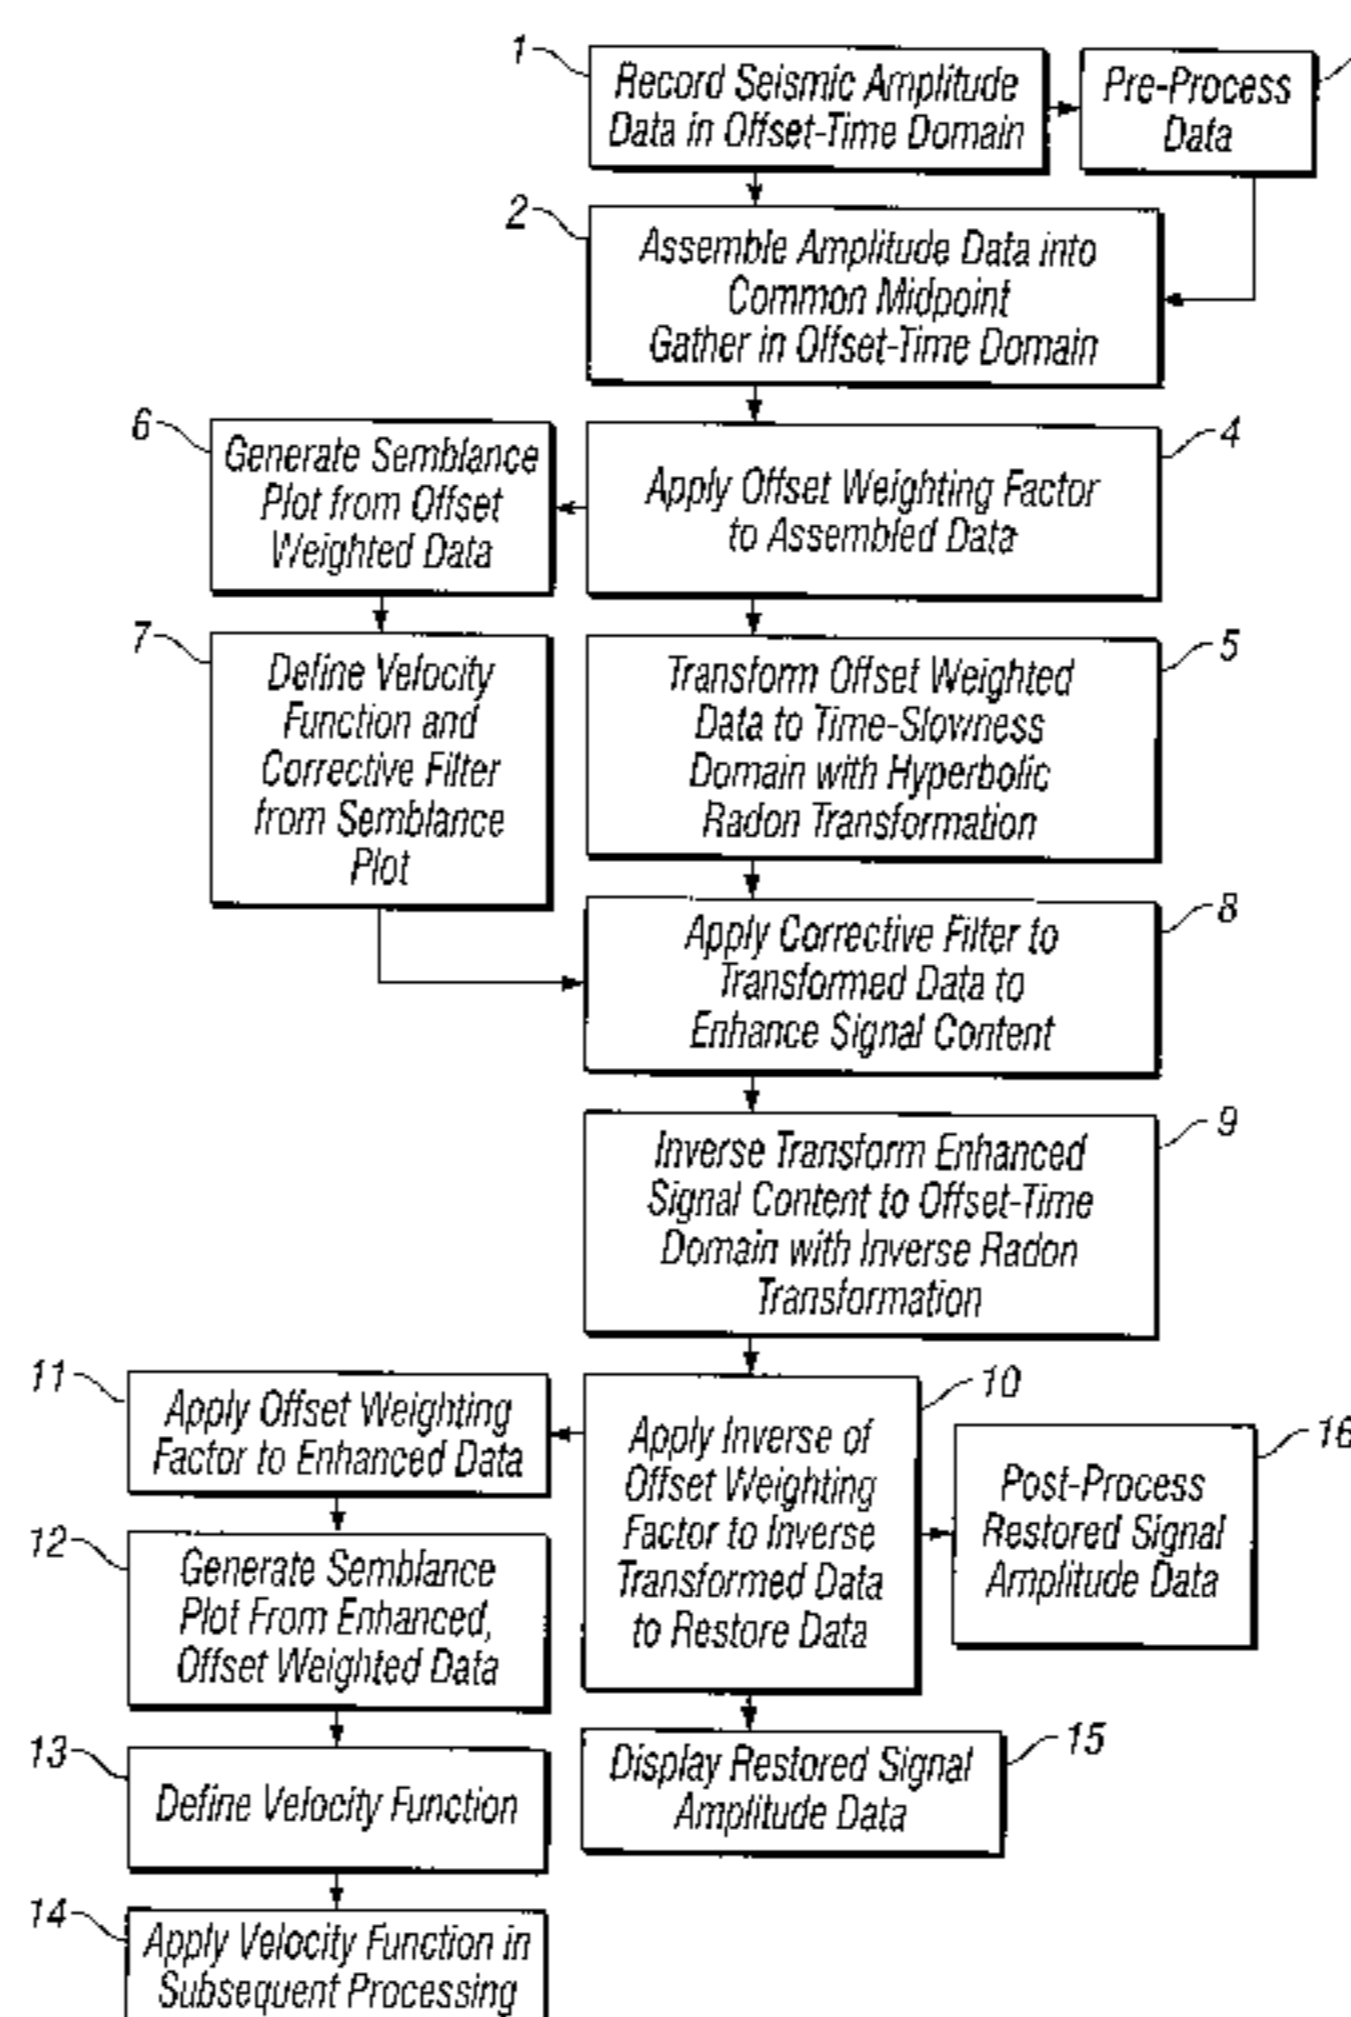 1
Record Seismic Amplitude
Data in Offset-Time Domain
Pre-Process
Data
2
Assemble Amplitude Data into
Common Midpoint
Gather in Offset-Time Domain
6
Generate Semblance
Plot from Offset
Weighted Data
4
Apply Offset Weighting Factor
to Assembled Data
7
Define Velocity
Function and
Corrective Filter
from Semblance
Plot
5
Transform Offset Weighted
Data to Time-Slowness
Domain with Hyperbolic
Radon Transformation
8
Apply Corrective Filter to
Transformed Data to
Enhance Signal Content
9
Inverse Transform Enhanced
Signal Content to Offset-Time
Domain with Inverse Radon
Transformation
11
Apply Offset Weighting
Factor to Enhanced Data
10
Apply Inverse of
Offset Weighting
Factor to Inverse
Transformed Data
to Restore Data
16
Post-Process
Restored Signal
Amplitude Data
12
Generate Semblance
Plot From Enhanced,
Offset Weighted Data
13
Define Velocity Function
15
Display Restored Signal
Amplitude Data
14
Apply Velocity Function in
Subsequent Processing